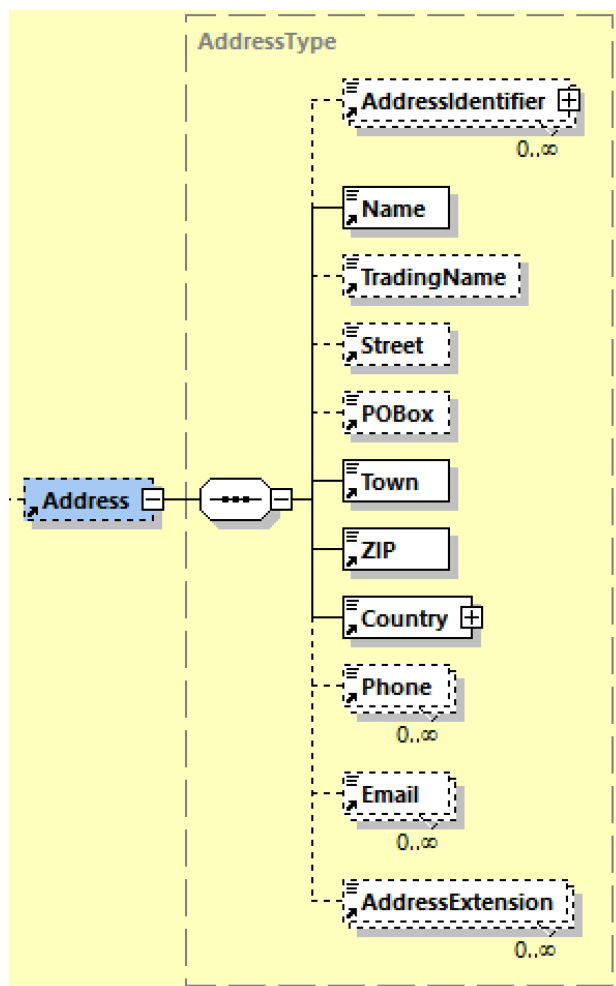 AddressType
AddressIdentifier
0..∞
Name
TradingName
Street
POBox
Address
Town
ZIP
Country
Phone
0..∞
Email
0..∞
AddressExtension
0..∞